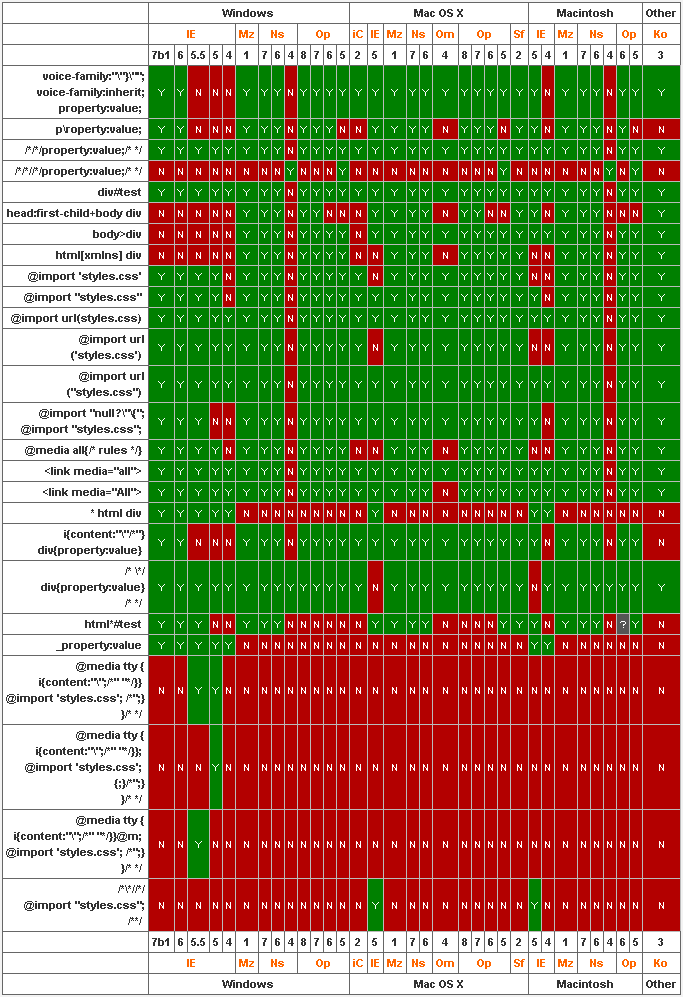 Windows Mac OS X Macintosh Other
IE Mz Ns Op iC IE Mz Ns Om Op Sf IE Mz Ns Op Ko
7b1 6 5.5 5 4 1 7 6 4 8 7 6 5 2 5 1 7 6 4 8 7 6 5 2 5 4 1 7 6 4 6 5 3
voice-family:"\"}\"";
voice-family:inherit;
property:value;
Y Y N N N Y Y Y N Y Y Y Y Y Y Y Y Y Y Y Y Y Y Y Y N Y Y Y N Y Y Y
p\roperty:value; Y Y N N N Y Y Y N Y Y Y N N Y Y Y Y N Y Y Y N Y Y N Y Y Y N Y N N
/*/*/property:value;/* */ Y Y Y Y Y Y Y Y N Y Y Y Y Y Y Y Y Y Y Y Y Y Y Y Y Y Y Y Y N Y Y Y
/*/*//*/property:value;/* */ N N N N N N N N Y N N N Y N N N N N N N N N Y N N N N N N Y N Y N
div#test Y Y Y Y Y Y Y Y N Y Y Y Y Y Y Y Y Y Y Y Y Y Y Y Y Y Y Y Y N Y Y Y
head:first-child+body div N N N N N Y Y Y N Y Y N N N Y Y Y Y N Y Y N N Y Y N Y Y Y N N N Y
body>div N N N N N Y Y Y N Y Y Y Y N Y Y Y Y Y Y Y Y Y Y Y Y Y Y Y N Y Y Y
html[xmlns] div N N N N N Y Y Y N Y Y Y Y N N Y Y Y N Y Y Y Y Y N N Y Y Y N Y Y Y
@import 'styles.css' Y Y Y Y N Y Y Y N Y Y Y Y Y N Y Y Y Y Y Y Y Y Y N N Y Y Y N Y Y Y
@import "styles.css" Y Y Y Y N Y Y Y N Y Y Y Y Y Y Y Y Y Y Y Y Y Y Y Y N Y Y Y N Y Y Y
@import url(styles.css) Y Y Y Y Y Y Y Y N Y Y Y Y Y Y Y Y Y Y Y Y Y Y Y Y Y Y Y Y N Y Y Y
@import url
('styles.css')
Y Y Y Y Y Y Y Y N Y Y Y Y Y N Y Y Y Y Y Y Y Y Y N N Y Y Y N Y Y Y
@import url
("styles.css")
Y Y Y Y Y Y Y Y N Y Y Y Y Y Y Y Y Y Y Y Y Y Y Y Y Y Y Y Y N Y Y Y
@import "null?\"\{";
@import "styles.css";
Y Y Y N N Y Y Y N Y Y Y Y Y Y Y Y Y Y Y Y Y Y Y Y N Y Y Y N Y Y Y
@media all{/* rules */} Y Y Y Y N Y Y Y N Y Y Y Y N N Y Y Y N Y Y Y Y Y N N Y Y Y N Y Y Y
<link media="all"> Y Y Y Y Y Y Y Y N Y Y Y Y Y Y Y Y Y Y Y Y Y Y Y Y Y Y Y Y N Y Y Y
<link media="All"> Y Y Y Y Y Y Y Y N Y Y Y Y Y Y Y Y Y N Y Y Y Y Y Y Y Y Y Y N Y Y Y
* html div Y Y Y Y Y N N N N N N N N N Y N N N N N N N N N Y Y N N N N N N N
i{content:"\"/*"}
div{property:value}
Y Y N N N Y Y Y N Y Y Y Y Y Y Y Y Y Y Y Y Y Y Y Y N Y Y Y N Y Y N
/* \*/
div{property:value}
/* */
Y Y Y Y Y Y Y Y Y Y Y Y Y Y N Y Y Y Y Y Y Y Y Y N Y Y Y Y Y Y Y Y
html*#test Y Y Y N N Y Y Y N N N N N N Y Y Y Y N N N N Y Y Y N Y Y Y N ? Y N
_property:value Y Y Y Y Y N N N N N N N N N N N N N N N N N N N Y Y N N N N N N N
@media tty {
i{content:"\";/*" "*/}}
@import 'styles.css'; /*";}
}/* */
N N Y Y N N N N N N N N N N N N N N N N N N N N N N N N N N N N N
@media tty {
i{content:"\";/*" "*/}};
@import 'styles.css';
{;}/*";}
}/* */
N N N Y N N N N N N N N N N N N N N N N N N N N N N N N N N N N N
@media tty {
i{content:"\";/*" "*/}}@m;
@import 'styles.css'; /*";}
}/* */
N N Y N N N N N N N N N N N N N N N N N N N N N N N N N N N N N N
/*\*//*/
@import "styles.css";
/**/
N N N N N N N N N N N N N N Y N N N N N N N N N Y N N N N N N N N
7b1 6 5.5 5 4 1 7 6 4 8 7 6 5 2 5 1 7 6 4 8 7 6 5 2 5 4 1 7 6 4 6 5 3
IE Mz Ns Op iC IE Mz Ns Om Op Sf IE Mz Ns Op Ko
Windows Mac OS X Macintosh Other